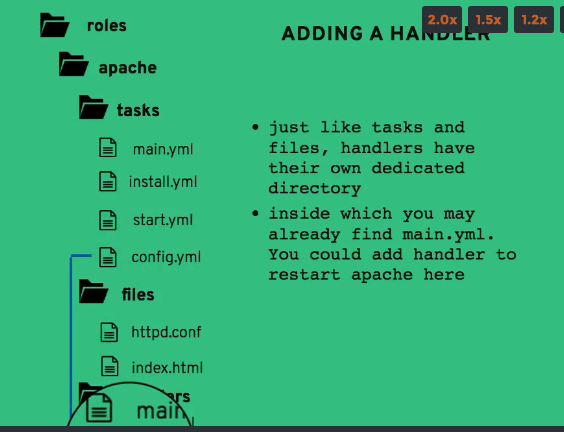 roles
apache
tasks
main.yml
install.yml
start.yml
config.yml
files
httpd.conf
index.html
main
2.0x 1.5x 1.2x
ADDING A HANDLER
• just like tasks and
files, handlers have
their own dedicated
directory
• inside which you may
already find main.yml.
You could add handler to
restart apache here